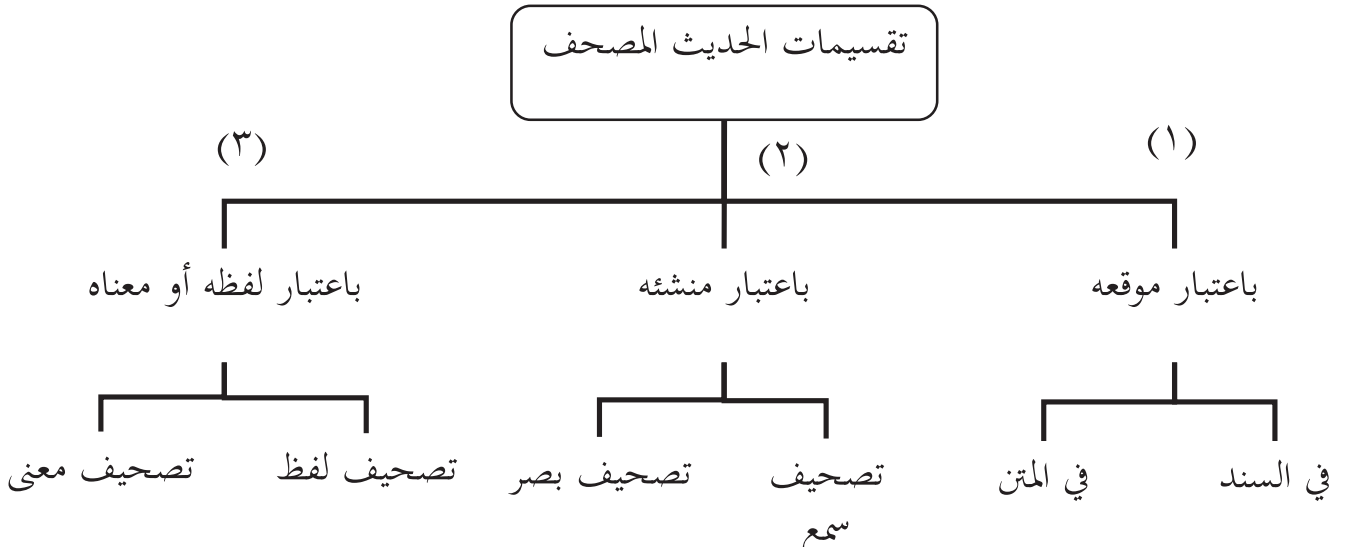 تقسيمات الحديث المصحف
(١)
(٢)
(٣)
باعتبار موقعه
باعتبار منشئه
باعتبار لفظه أو معناه
في السند
في المتن
تصحيف
سمع
تصحيف بصر
تصحيف لفظ
تصحيف معنى